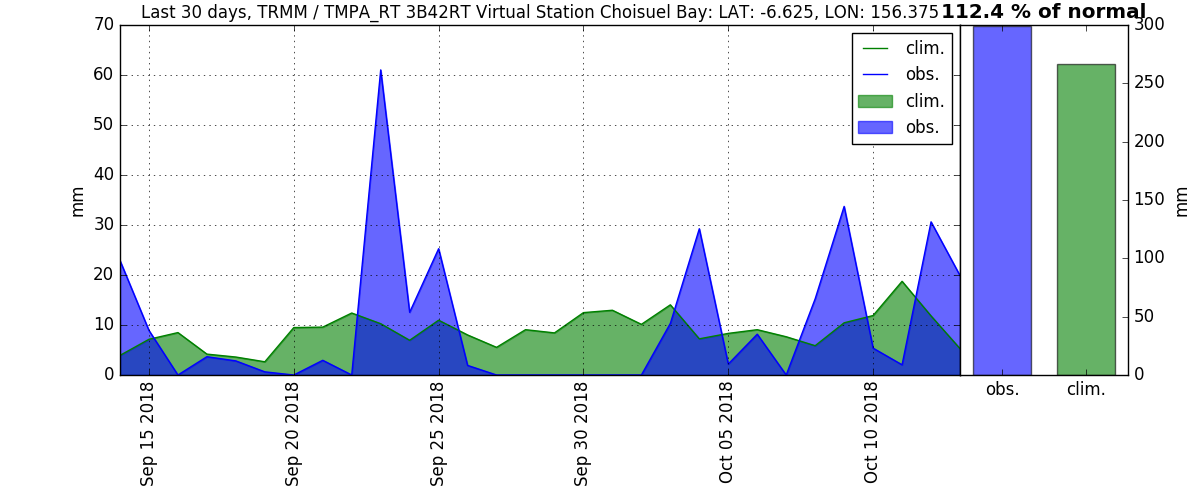 Last 30 days, TRMM / TMPA_RT 3B42RT Virtual Station Choisuel Bay: LAT: -6.625, LON: 156.375
112.4 % of normal
70
60
50
40
30
20
10
0
mm
clim.
obs.
clim.
obs.
Sep 15 2018
Sep 20 2018
Sep 25 2018
Sep 30 2018
Oct 05 2018
Oct 10 2018
300
250
200
150
100
50
0
mm
obs.
clim.